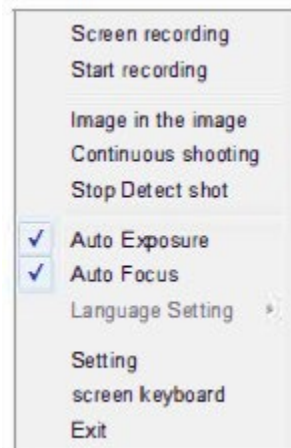 Screen recording
Start recording
Image in the image
Continuous shooting
Stop Detect shot
Auto Exposure
Auto Focus
Language Setting
Setting
screen keyboard
Exit